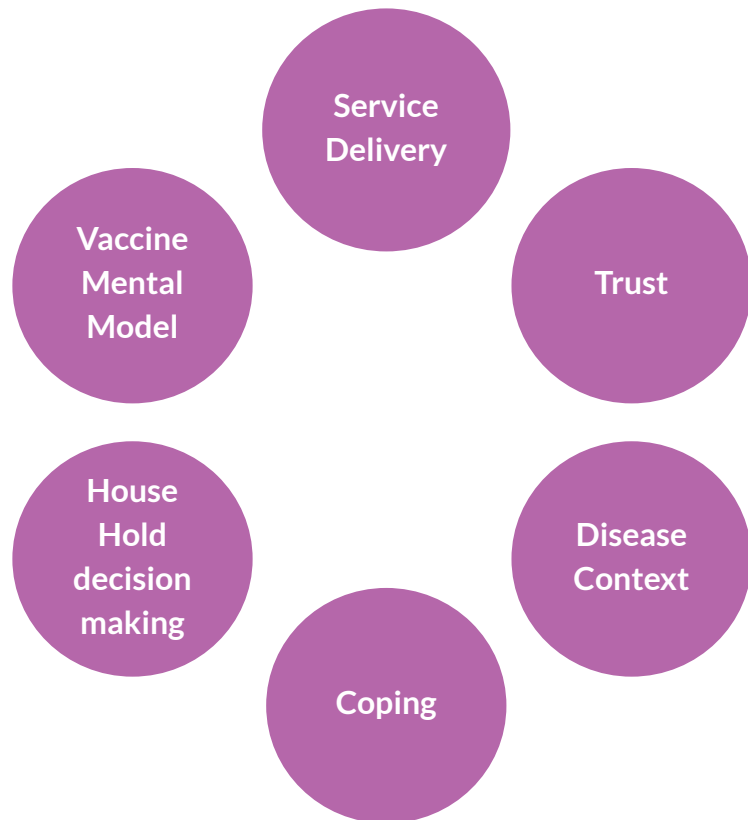 Service
Delivery
Trust
Disease
Context
Coping
House
Hold
decision
making
Vaccine
Mental
Model